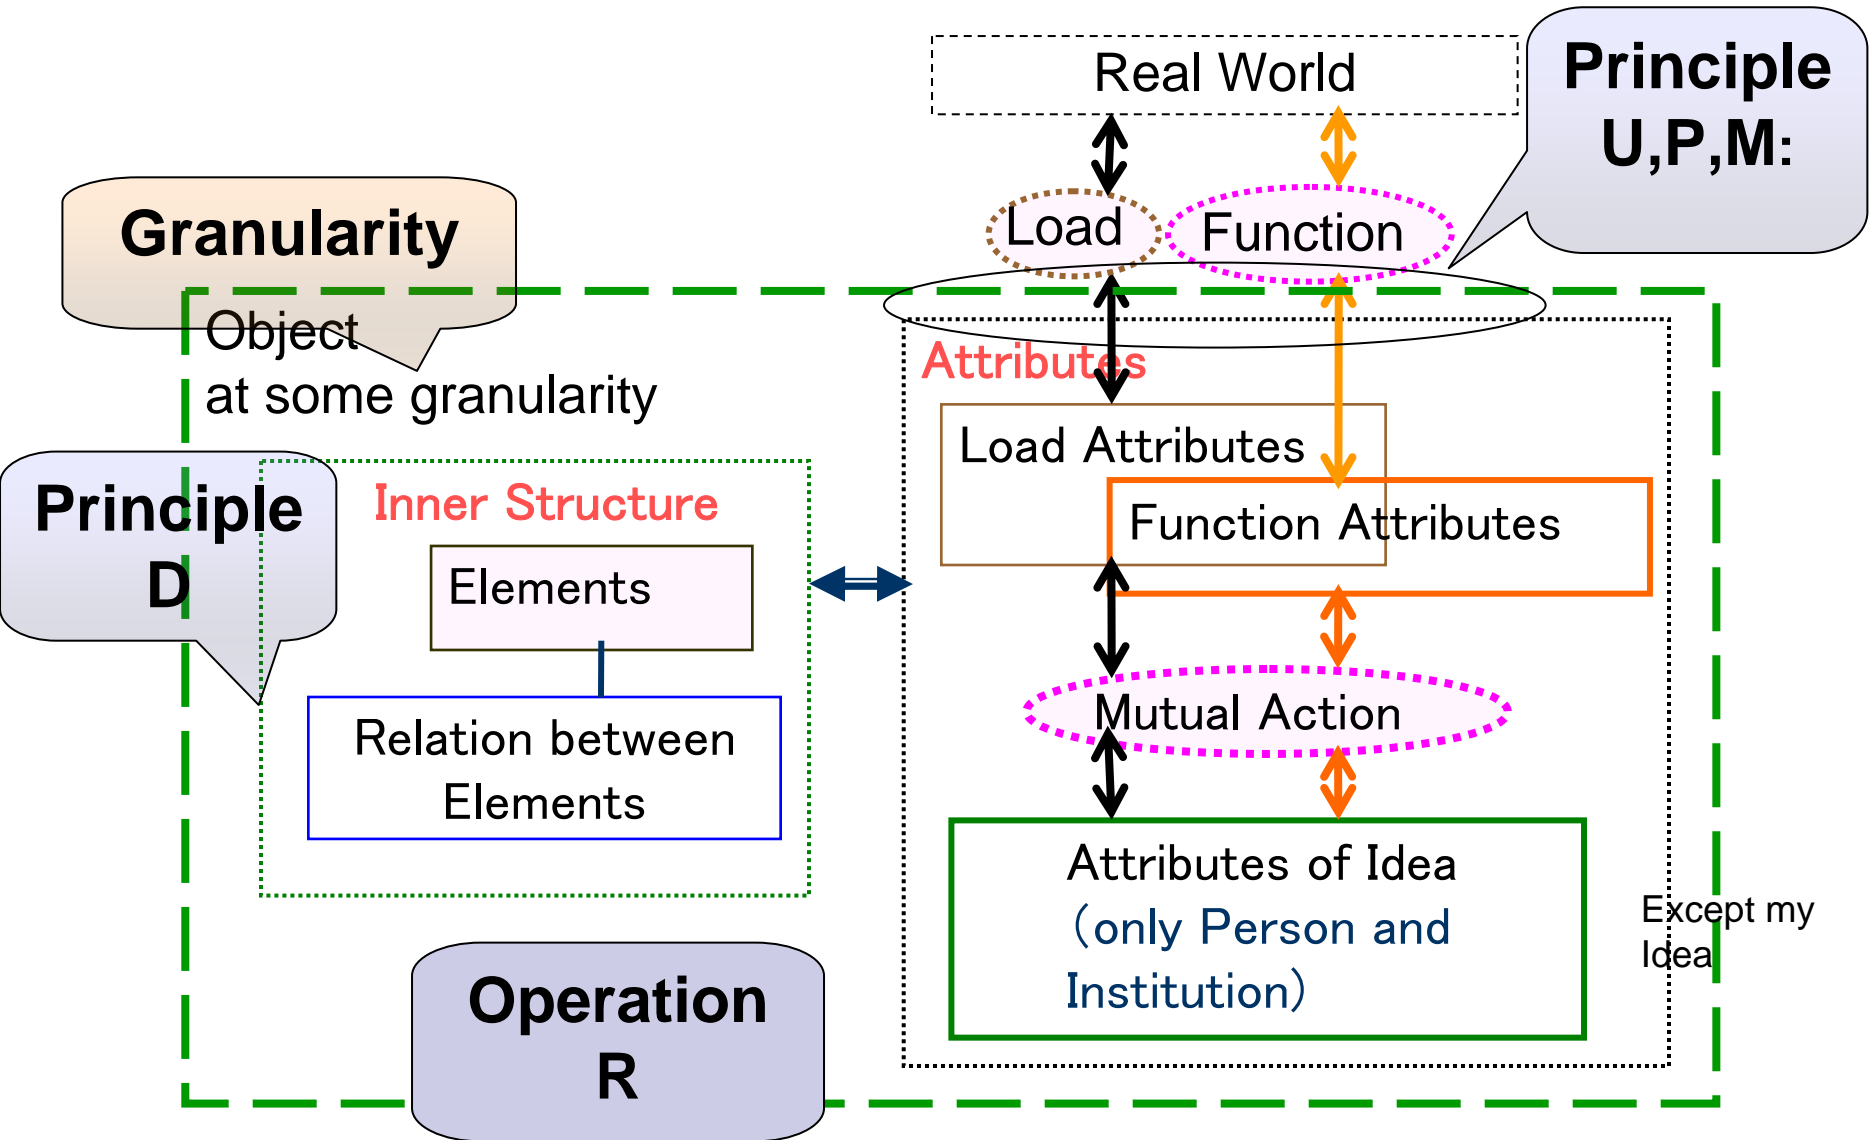 Real World
Principle
U,P,M:
Granularity
Load
Function
Object
at some granularity
Attributes
Load Attributes
Principle
D
Inner Structure
Function Attributes
Elements
Mutual Action
Relation between
Elements
Attributes of Idea
(only Person and
Institution)
Except my
Idea
Operation
R